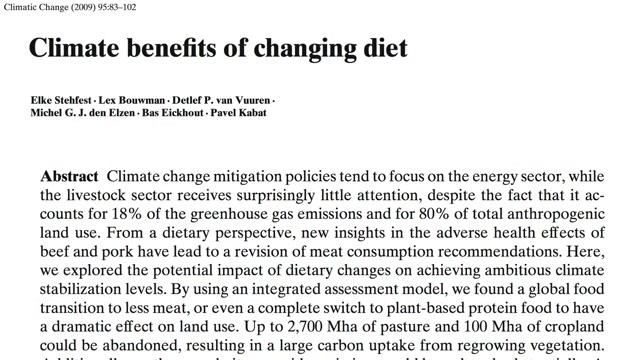 Climatic Change (2009) 95:83–102
Climate benefits of changing diet
Elke Stehfest · Lex Bouwman · Detlef P. van Vuuren ·
Michel G. J. den Elzen · Bas Eickhout · Pavel Kabat
Abstract Climate change mitigation policies tend to focus on the energy sector, while
the livestock sector receives surprisingly little attention, despite the fact that it ac-
counts for 18% of the greenhouse gas emissions and for 80% of total anthropogenic
land use. From a dietary perspective, new insights in the adverse health effects of
beef and pork have lead to a revision of meat consumption recommendations. Here,
we explored the potential impact of dietary changes on achieving ambitious climate
stabilization levels. By using an integrated assessment model, we found a global food
transition to less meat, or even a complete switch to plant-based protein food to have
a dramatic effect on land use. Up to 2,700 Mha of pasture and 100 Mha of cropland
could be abandoned, resulting in a large carbon uptake from regrowing vegetation.